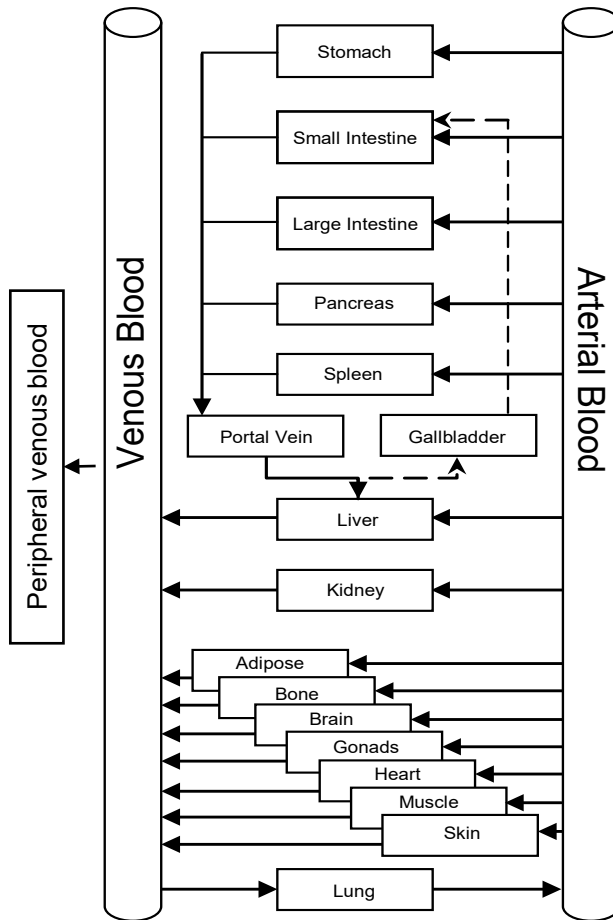 Stomach
Small Intestine
Large Intestine
Pancreas
Spleen
Portal Vein
Gallbladder
Liver
Kidney
Adipose
Bone
Brain
Gonads
Heart
Muscle
Skin
Lung
Peripheral venous blood
Venous Blood
Arterial Blood